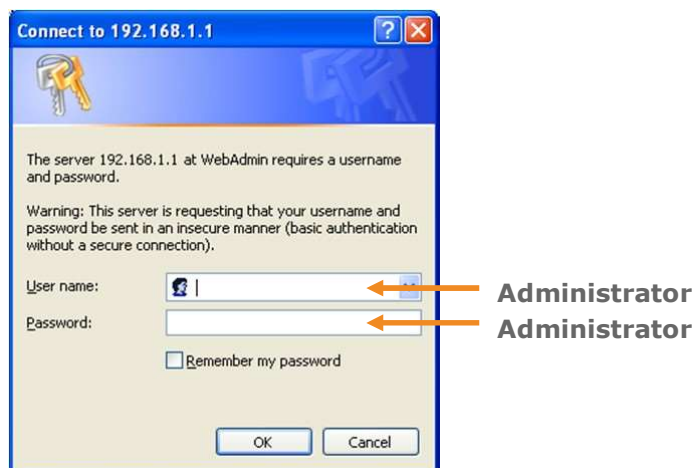 Connect to 192.168.1.1
The server 192.168.1.1 at WebAdmin requires a username
and password.
Warning: This server is requesting that your username and
password be sent in an insecure manner (basic authentication
without a secure connection).
User name:
Administrator
Password:
Administrator
Remember my password
OK
Cancel